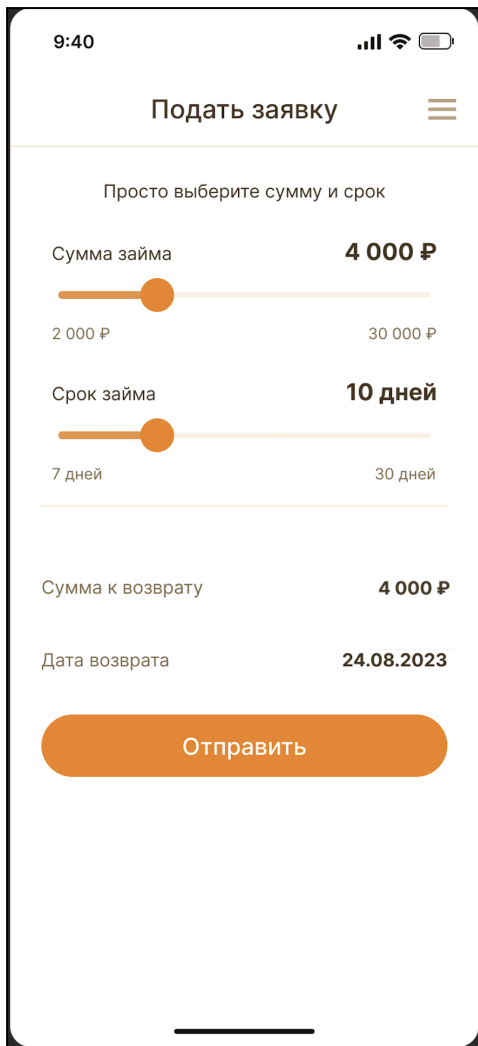 9:40
Подать заявку
Просто выберите сумму и срок
Сумма займа 4 000 ₽
2 000 ₽ 30 000 ₽
Срок займа 10 дней
7 дней 30 дней
Сумма к возврату 4 000 ₽
Дата возврата 24.08.2023
Отправить